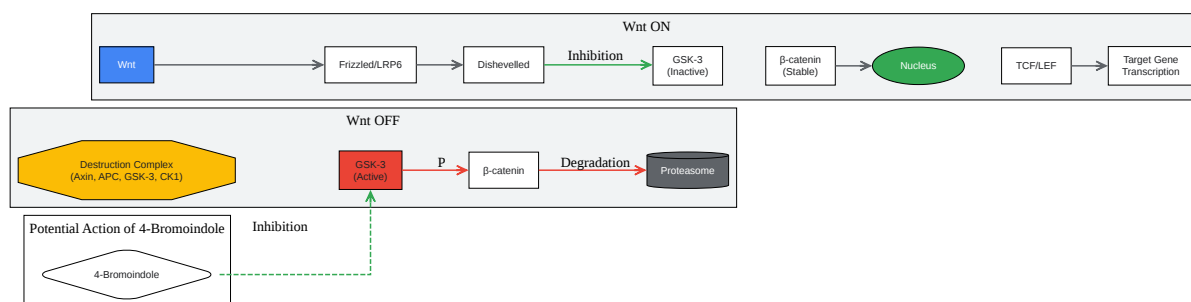 Wnt ON
Wnt
Frizzled/LRP6
Dishevelled
Inhibition
GSK-3
(Inactive)
β-catenin
(Stable)
Nucleus
TCF/LEF
Target Gene
Transcription
Wnt OFF
Destruction Complex
(Axin, APC, GSK-3, CK1)
GSK-3
(Active)
P
β-catenin
Degradation
Proteasome
Potential Action of 4-Bromoindole
Inhibition
4-Bromoindole